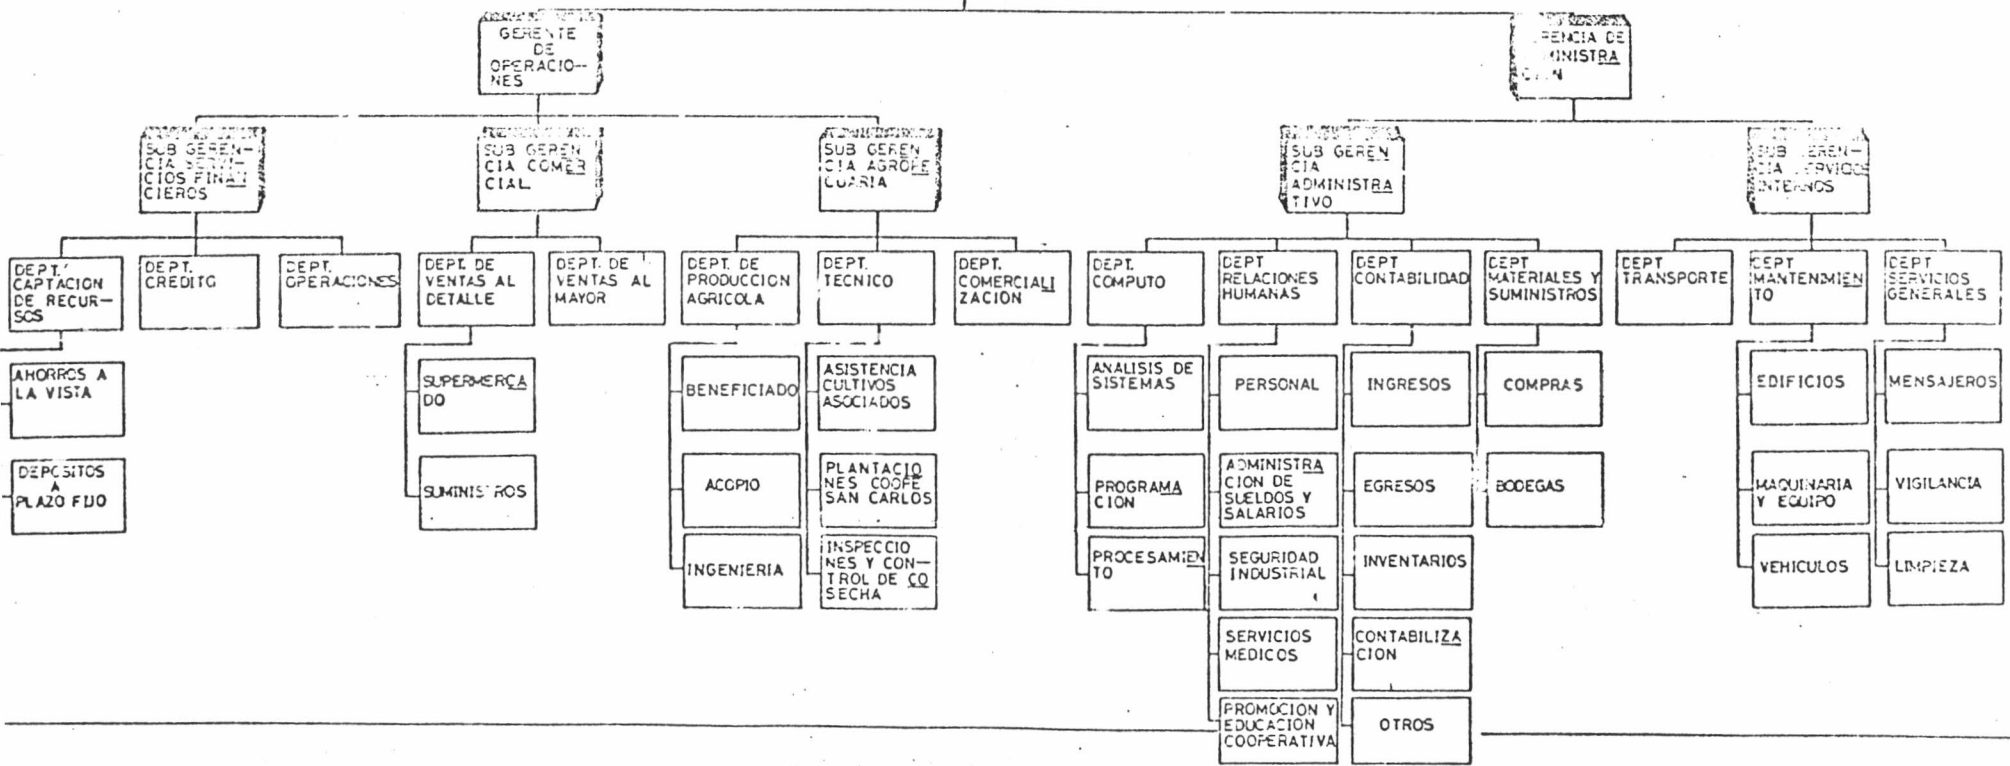 GERENTE
DE
OPERACIO-
NES
RENCIA DE
INISTRA
CION
SUB GEREN-
CIA SERVI-
CIOS FINAN
CIEROS
SUB GEREN
CIA COMER
CIAL
SUB GEREN
CIA AGROPE
CUARIA
SUB GEREN
CIA
ADMINISTRA
TIVO
SUB GEREN-
CIA SERVICIOS
INTERNOS
DEPT.
CAPTACION
DE RECUR-
SOS
DEPT.
CREDITO
DEPT.
OPERACIONES
DEPT. DE
VENTAS AL
DETALLE
DEPT. DE
VENTAS AL
MAYOR
DEPT. DE
PRODUCCION
AGRICOLA
DEPT.
TECNICO
DEPT.
COMERCIALI
ZACION
DEPT.
COMPUTO
DEPT
RELACIONES
HUMANAS
DEPT
CONTABILIDAD
DEPT
MATERIALES Y
SUMINISTROS
DEPT
TRANSPORTE
DEPT
MANTENIMIEN
TO
DEPT
SERVICIOS
GENERALES
AHORROS A
LA VISTA
DEPOSITOS
A
PLAZO FIJO
SUPERMERCA
DO
SUMINISTROS
BENEFICIADO
ACOPIO
INGENIERIA
ASISTENCIA
CULTIVOS
ASOCIADOS
PLANTACIO
NES COOPE
SAN CARLOS
INSPECCIO
NES Y CON-
TROL DE CO
SECHA
ANALISIS DE
SISTEMAS
PROGRAMA
CION
PROCESAMIEN
TO
PERSONAL
ADMINISTRA
CION DE
SUELDOS Y
SALARIOS
SEGURIDAD
INDUSTRIAL
SERVICIOS
MEDICOS
PROMOCION Y
EDUCACION
COOPERATIVA
INGRESOS
EGRESOS
INVENTARIOS
CONTABILIZA
CION
OTROS
COMPRAS
BODEGAS
EDIFICIOS
MAQUINARIA
Y EQUIPO
VEHICULOS
MENSAJEROS
VIGILANCIA
LIMPIEZA